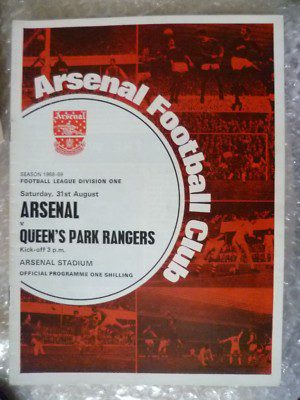 Arsenal Football Club
Arsenal
SEASON 1968-69
FOOTBALL LEAGUE DIVISION ONE
Saturday, 31st August
ARSENAL
v
QUEEN'S PARK RANGERS
Kick-off 3 p.m.
ARSENAL STADIUM
OFFICIAL PROGRAMME ONE SHILLING